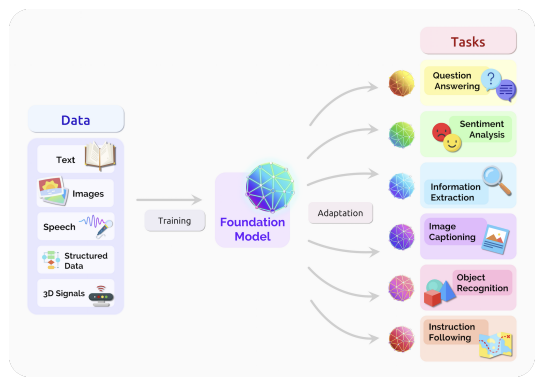 Data
Text
Images
Speech
Structured
Data
3D Signals
Training
Foundation
Model
Adaptation
Tasks
Question
Answering
?
Sentiment
Analysis
Information
Extraction
Image
Captioning
Object
Recognition
Instruction
Following